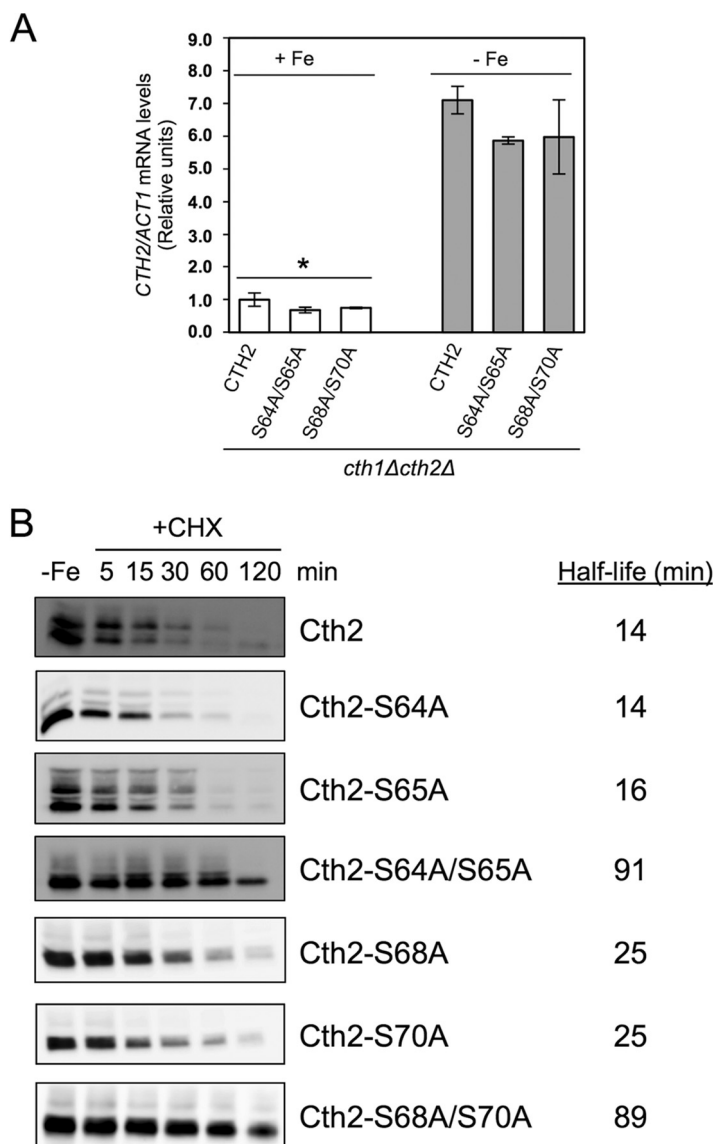 A
CTH2/ACT1 mRNA levels
(Relative units)
9.0
8.0
7.0
6.0
5.0
4.0
3.0
2.0
1.0
0.0
+ Fe
- Fe
*
CTH2
S64A/S65A
S68A/S70A
CTH2
S64A/S65A
S68A/S70A
cth1Δcth2Δ
B
+CHX
-Fe 5 15 30 60 120 min Half-life (min)
Cth2 14
Cth2-S64A 14
Cth2-S65A 16
Cth2-S64A/S65A 91
Cth2-S68A 25
Cth2-S70A 25
Cth2-S68A/S70A 89